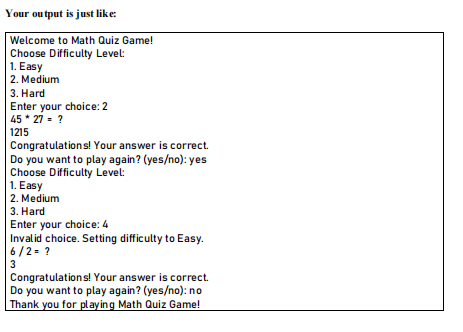 Your output is just like:
Welcome to Math Quiz Game!
Choose Difficulty Level:
1. Easy
2. Medium
3. Hard
Enter your choice: 2
45 * 27 = ?
1215
Congratulations! Your answer is correct.
Do you want to play again? (yes/no): yes
Choose Difficulty Level:
1. Easy
2. Medium
3. Hard
Enter your choice: 4
Invalid choice. Setting difficulty to Easy.
6 / 2 = ?
3
Congratulations! Your answer is correct.
Do you want to play again? (yes/no): no
Thank you for playing Math Quiz Game!